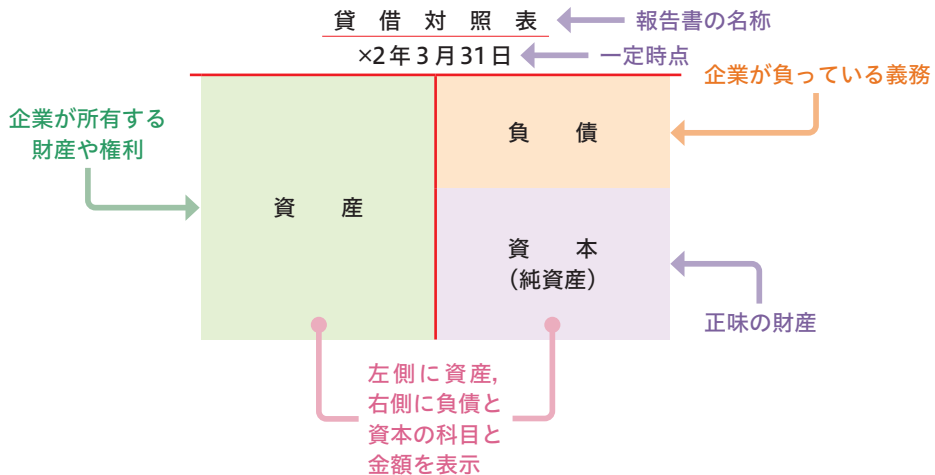 貸借対照表
報告書の名称
×2年3月31日
一定時点
企業が負っている義務
企業が所有する
財産や権利
負債
資産
資本
（純資産）
正味の財産
左側に資産，
右側に負債と
資本の科目と
金額を表示